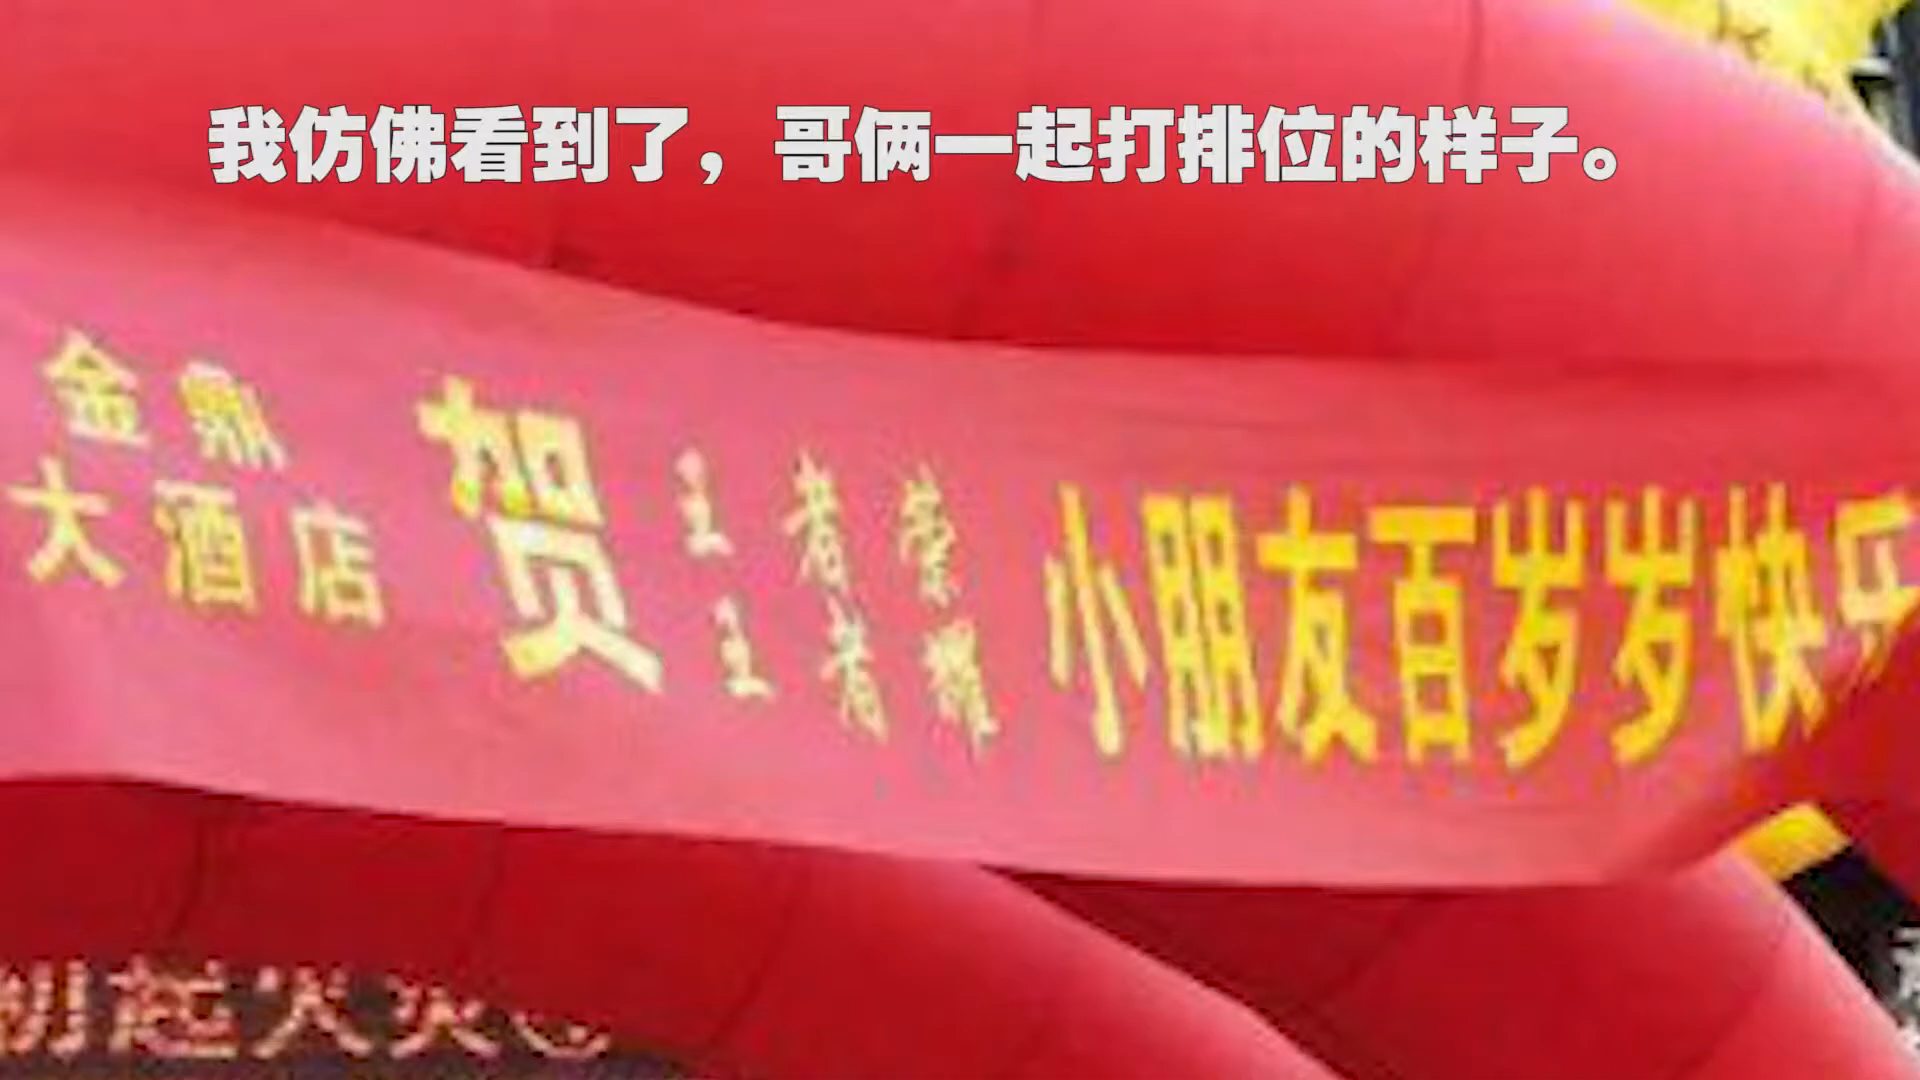 我仿佛看到了，哥俩一起打排位的样子。
金鼎
大酒店
贺
王者荣
王者耀
小朋友百岁岁快乐